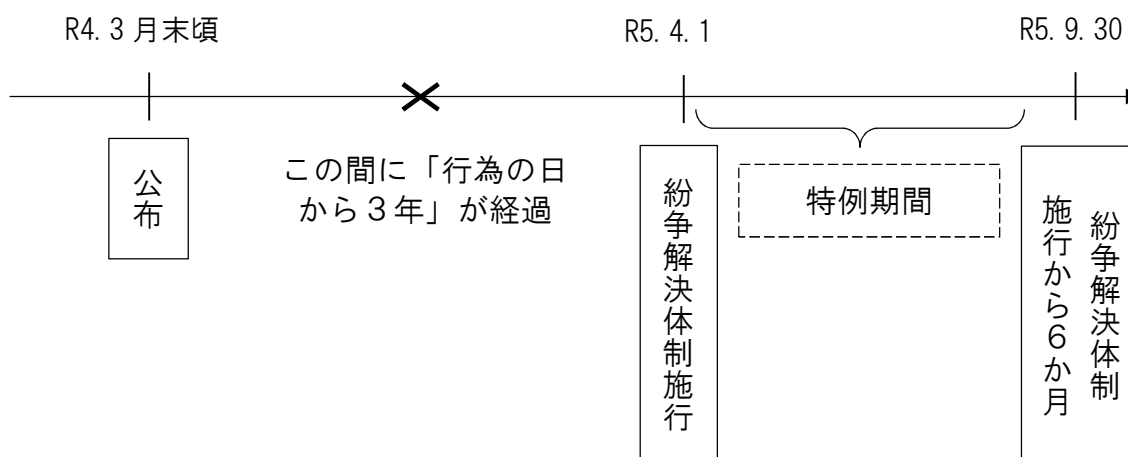 R4.3月末頃
R5.4.1
R5.9.30
公布
この間に「行為の日
から３年」が経過
紛争解決体制施行
特例期間
紛争解決体制
施行から６か月